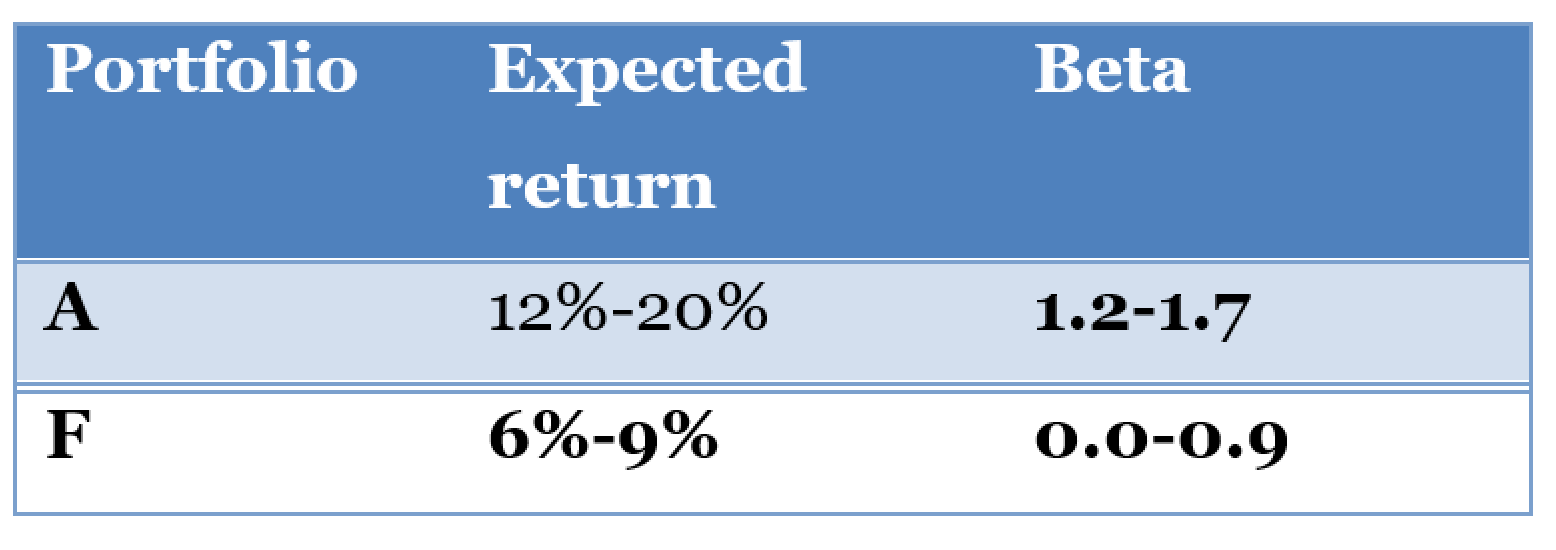 Portfolio Expected Beta
return
A 12%-20% 1.2-1.7
F 6%-9% 0.0-0.9